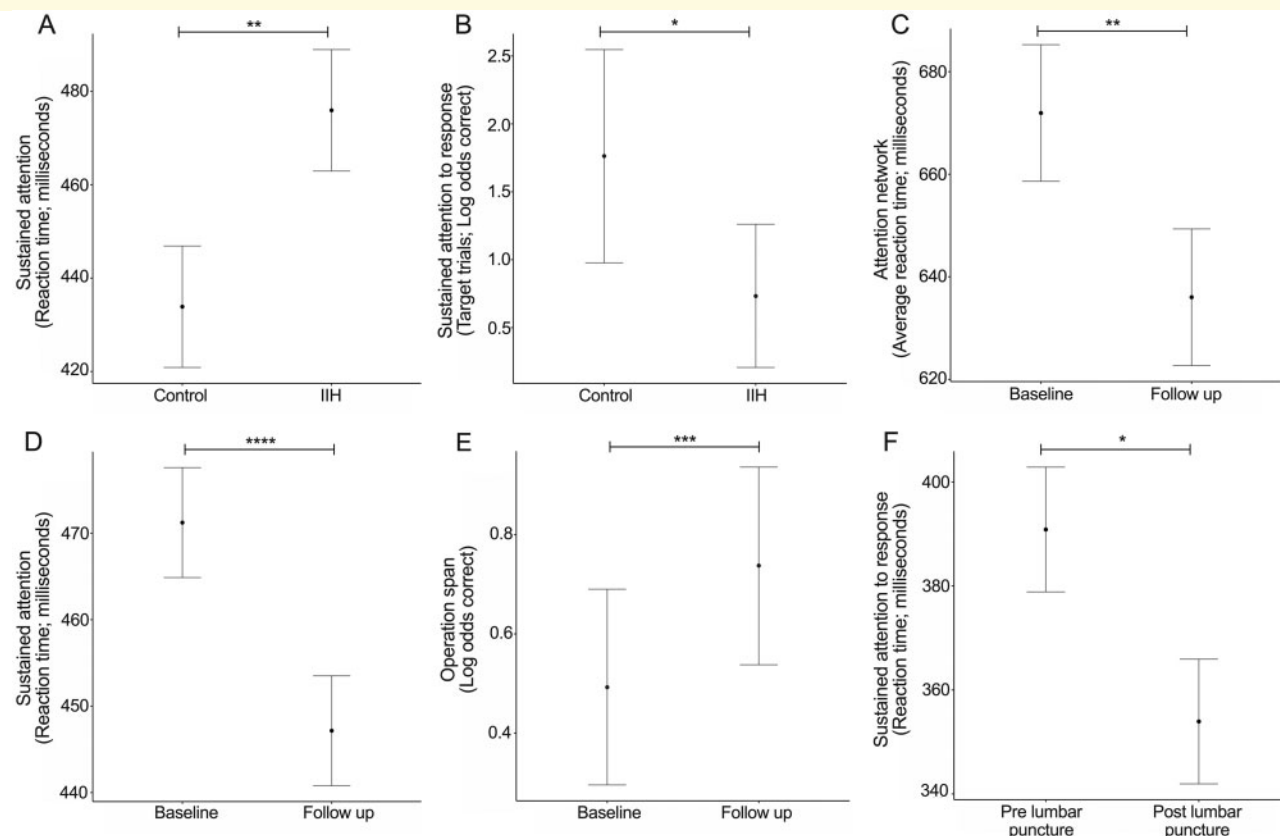 A
**
Sustained attention
(Reaction time; milliseconds)
480
460
440
420
Control
IIH
B
*
Sustained attention to response
(Target trials; Log odds correct)
2.5
2.0
1.5
1.0
0.5
Control
IIH
C
**
Attention network
(Average reaction time; milliseconds)
680
660
640
620
Baseline
Follow up
D
****
Sustained attention
(Reaction time; milliseconds)
470
460
450
440
Baseline
Follow up
E
***
Operation span
(Log odds correct)
0.8
0.6
0.4
Baseline
Follow up
F
*
Sustained attention to response
(Reaction time; milliseconds)
400
380
360
340
Pre lumbar
puncture
Post lumbar
puncture